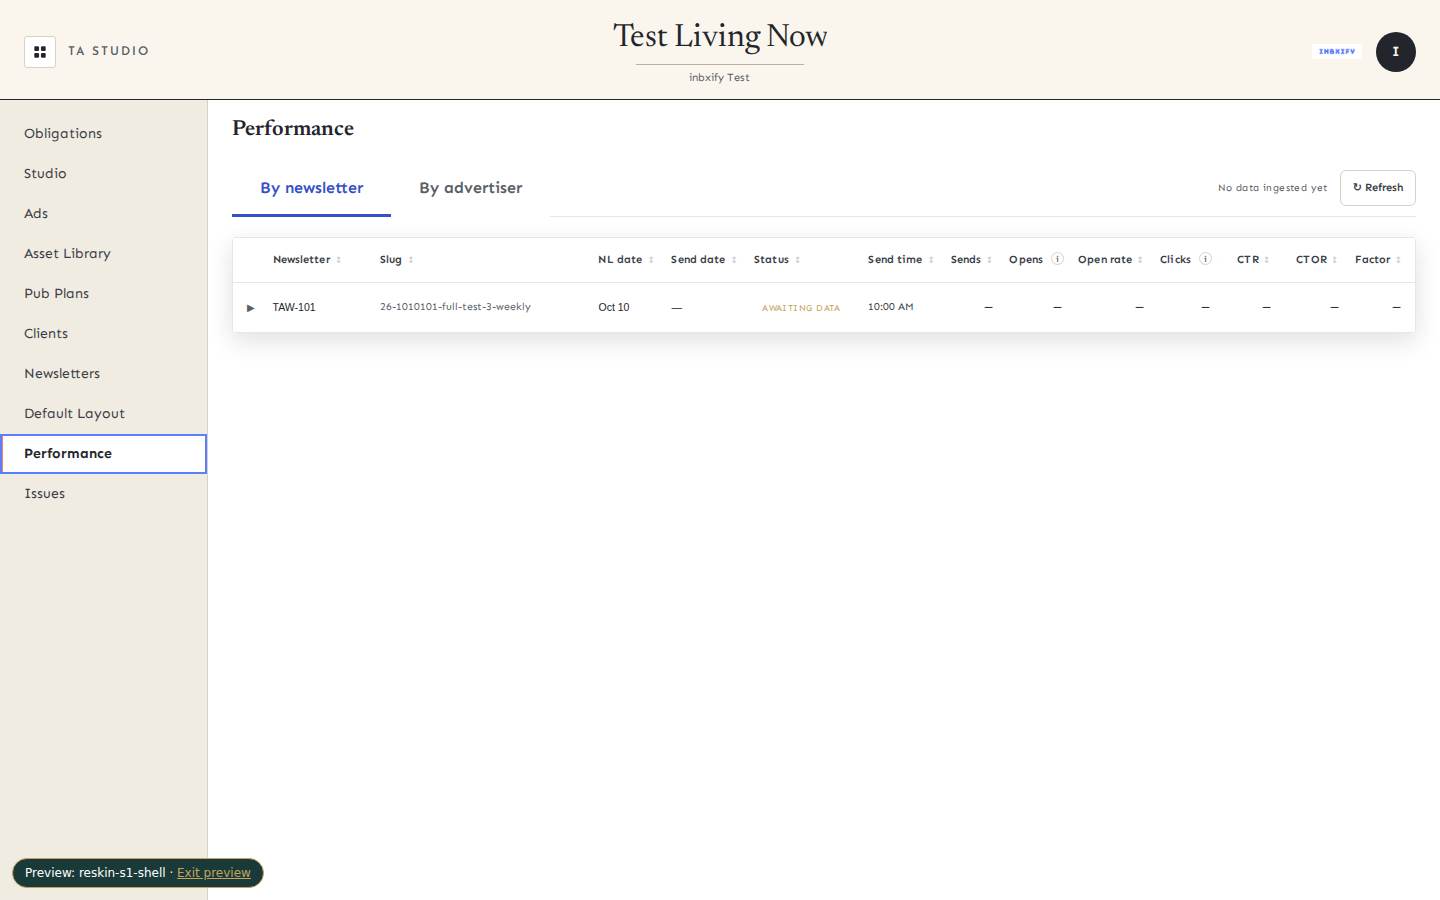 TA STUDIO
Test Living Now
inbxify Test
INBXIFY
I
Obligations
Studio
Ads
Asset Library
Pub Plans
Clients
Newsletters
Default Layout
Performance
Issues
Performance
By newsletter
By advertiser
No data ingested yet
↻ Refresh
Newsletter ↕ Slug ↕ NL date ↕ Send date ↕ Status ↕ Send time ↕ Sends ↕ Opens i Open rate ↕ Clicks i CTR ↕ CTOR ↕ Factor ↕
▶ TAW-101 26-1010101-full-test-3-weekly Oct 10 — AWAITING DATA 10:00 AM — — — — — — —
Preview: reskin-s1-shell · Exit preview